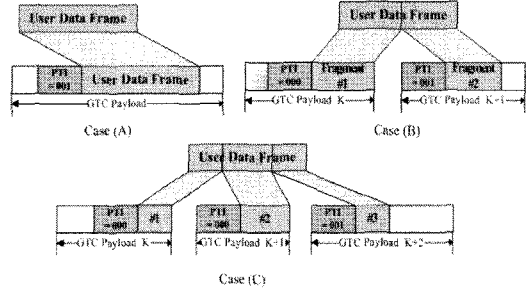 User Data Frame
PTI = 001
User Data Frame
GTC Payload
Case (A)
User Data Frame
PTI = 000
Fragment #1
PTI = 001
Fragment #2
GTC Payload K
GTC Payload K+1
Case (B)
User Data Frame
PTI = 000
#1
PTI = 000
#2
PTI = 001
#3
GTC Payload K
GTC Payload K+1
GTC Payload K+2
Case (C)